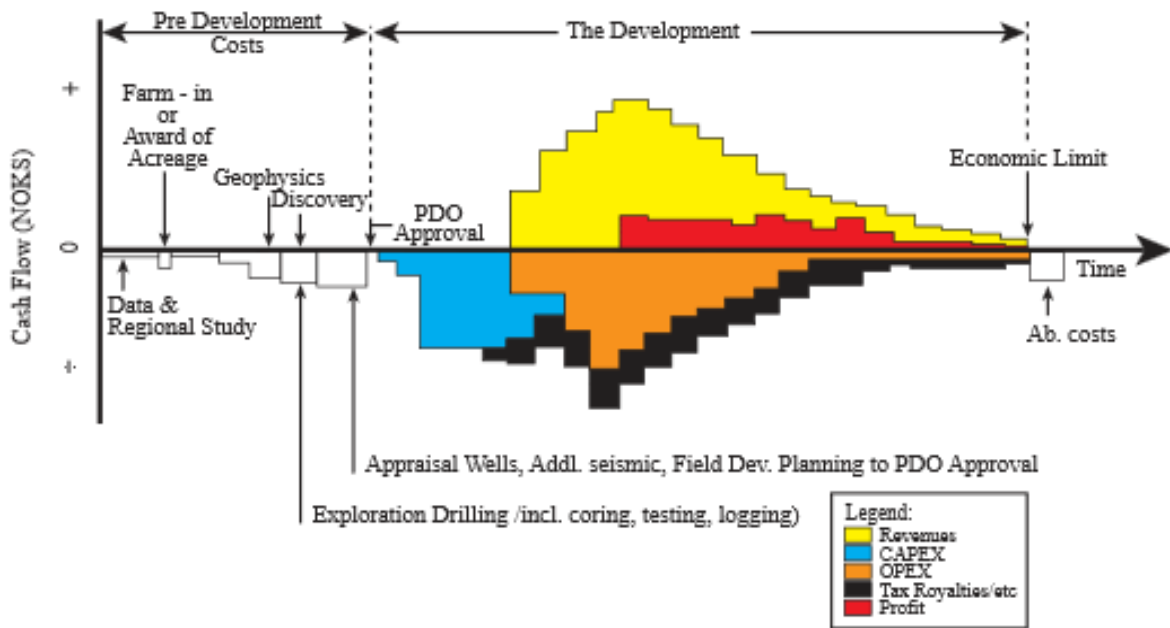 Pre Development
Costs
The Development
+
Farm - in
or
Award of
Acreage
Geophysics
Discovery
PDO
Approval
Economic Limit
Cash Flow (NOKS)
0
Time
Data &
Regional Study
Ab. costs
÷
Appraisal Wells, Addl. seismic, Field Dev. Planning to PDO Approval
Exploration Drilling /incl. coring, testing, logging)
Legend:
Revenues
CAPEX
OPEX
Tax Royalties/etc
Profit